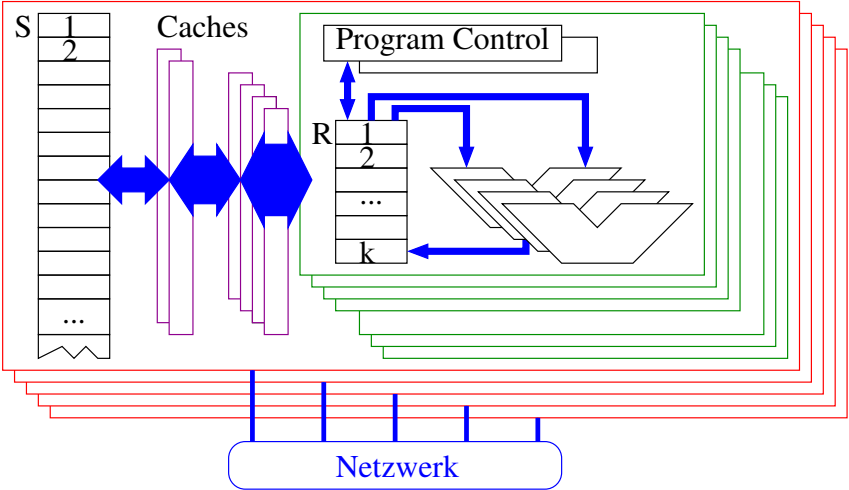 S
1
2
...
Caches
Program Control
R
1
2
...
k
Netzwerk